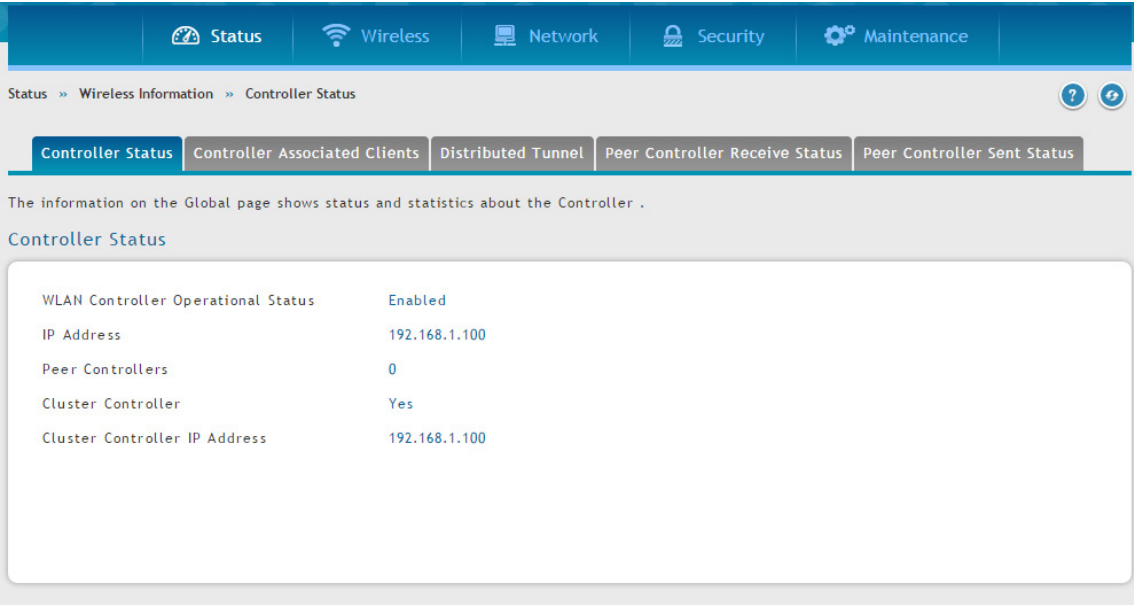 Status Wireless Network Security Maintenance
Status » Wireless Information » Controller Status ?
Controller Status Controller Associated Clients Distributed Tunnel Peer Controller Receive Status Peer Controller Sent Status
The information on the Global page shows status and statistics about the Controller .
Controller Status
WLAN Controller Operational Status Enabled
IP Address 192.168.1.100
Peer Controllers 0
Cluster Controller Yes
Cluster Controller IP Address 192.168.1.100